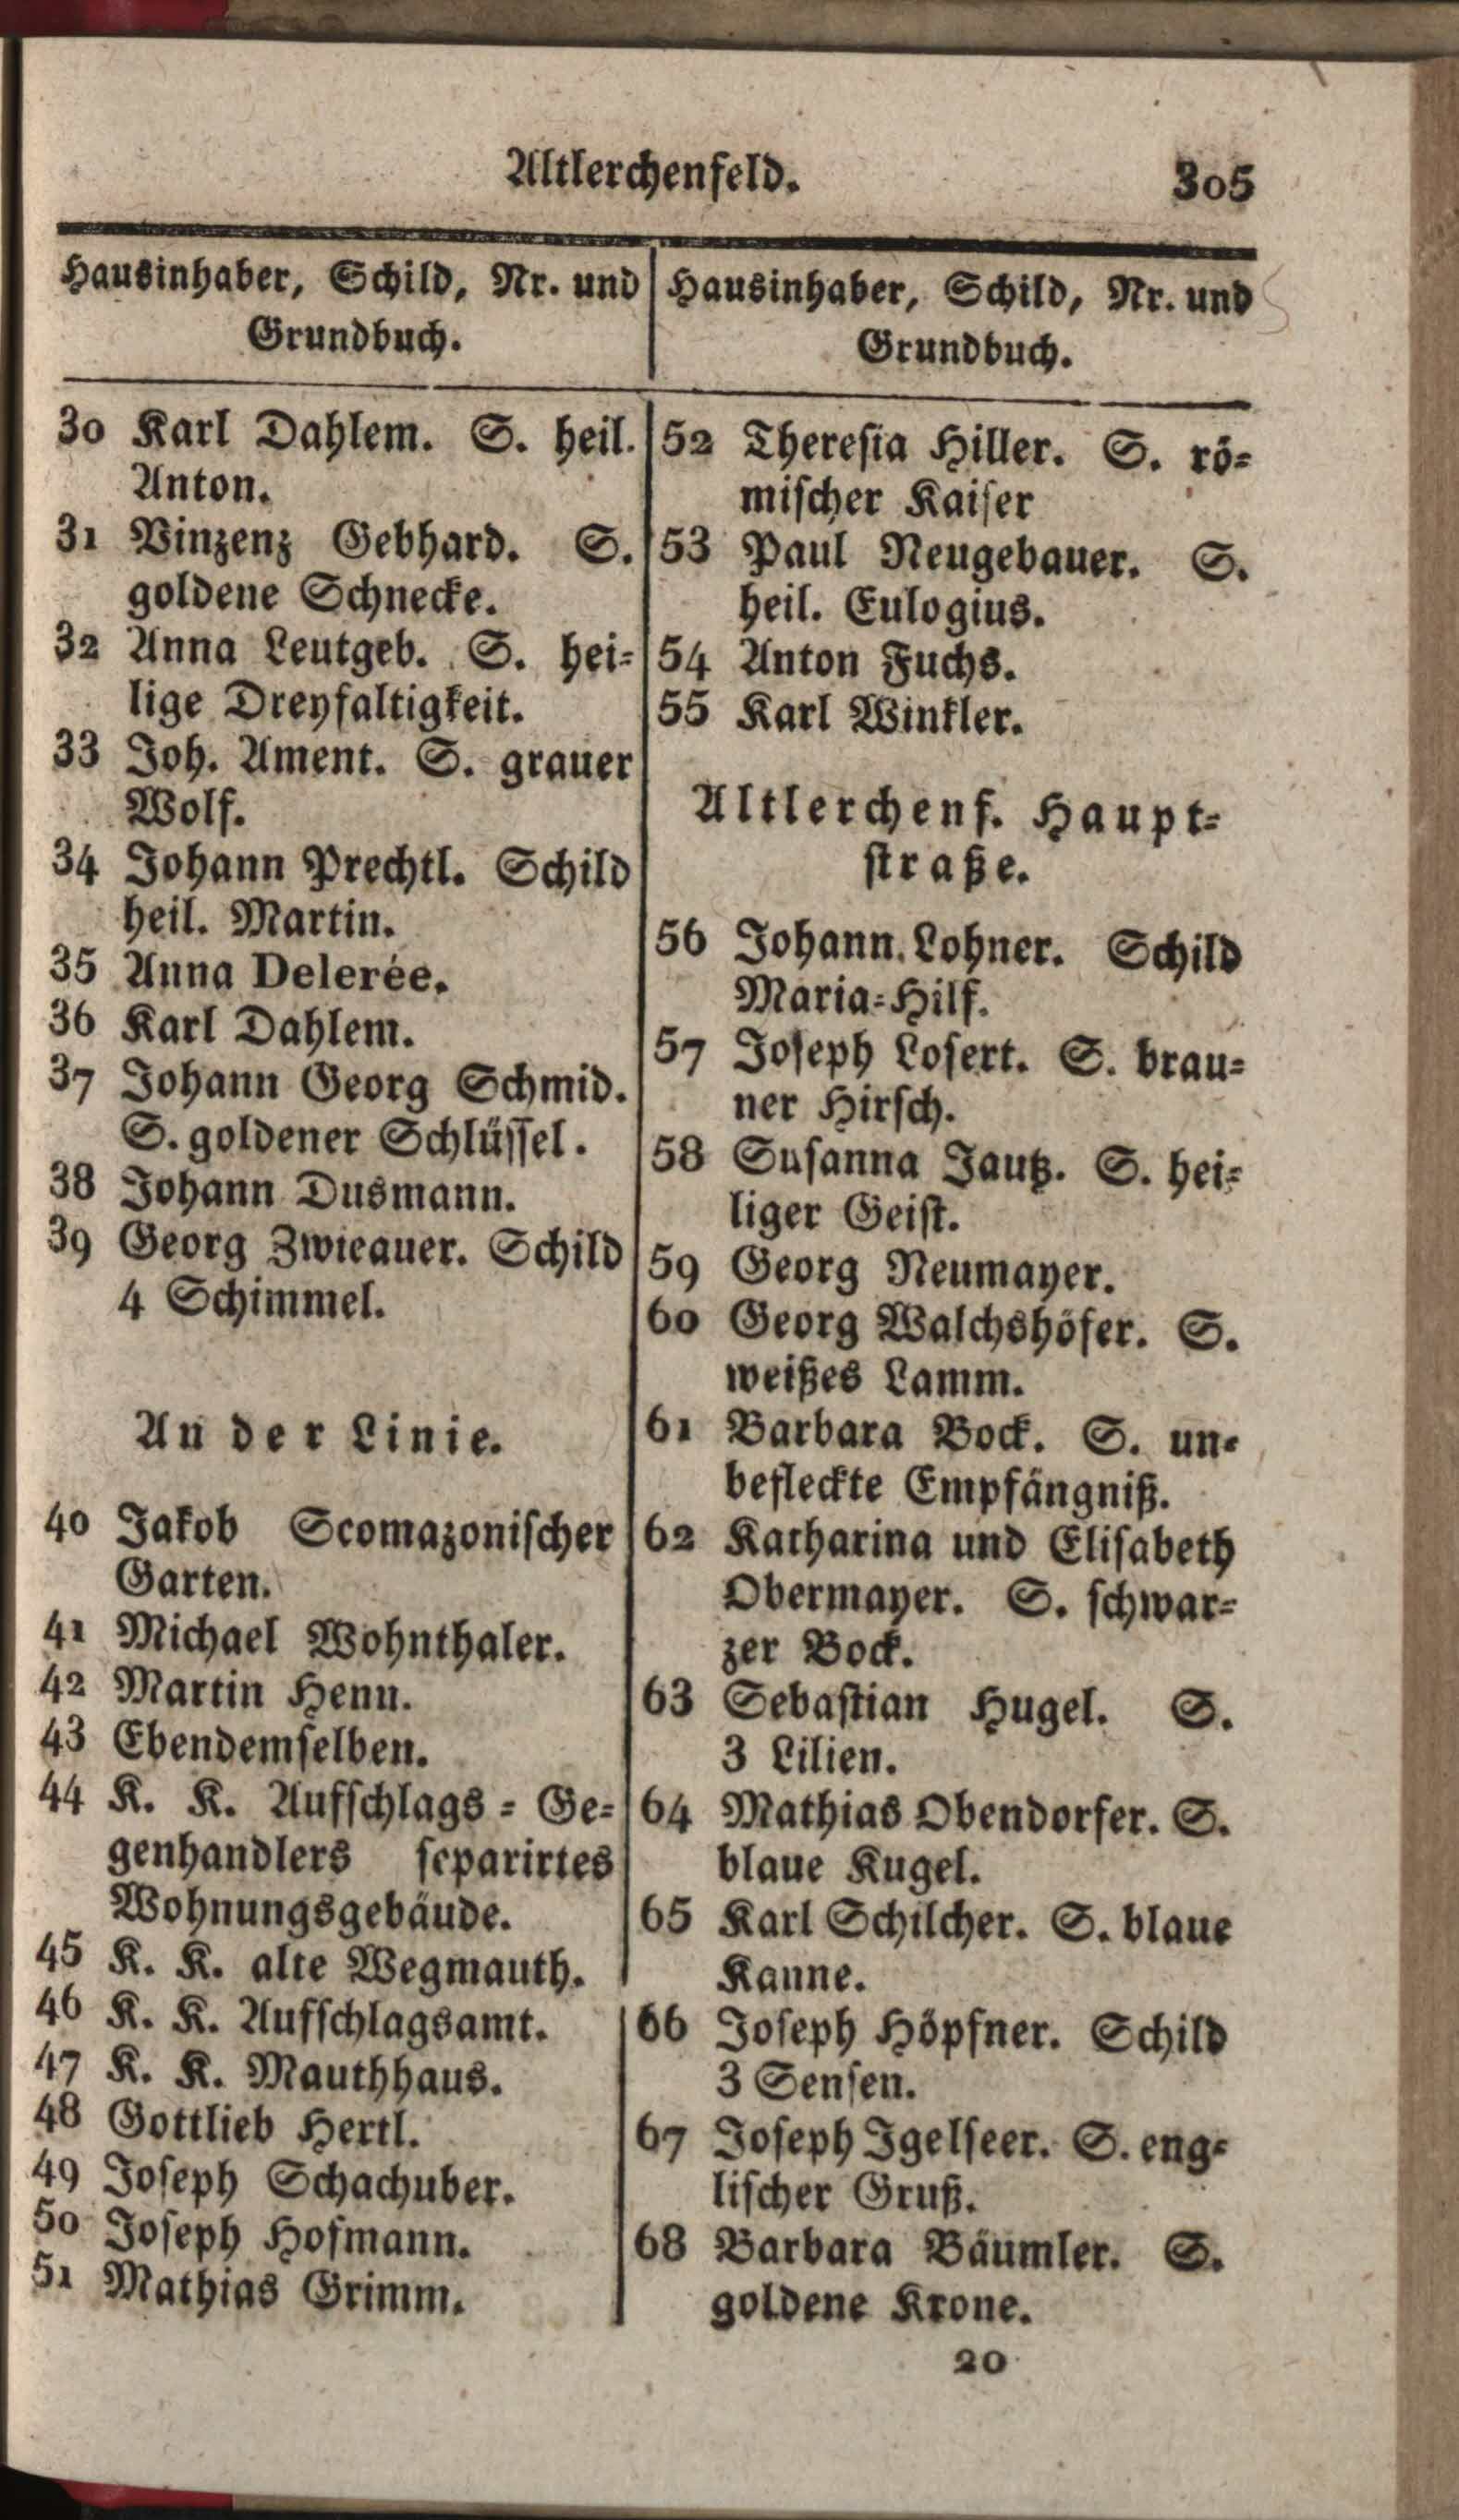 Altlerchenfeld.
305
Hausinhaber, Schild, Nr. und
Grundbuch.
30 Karl Dahlem. S. heil.
Anton.
31 Vinzenz Gebhard. S.
goldene Schnecke.
32 Anna Leutgeb. S. hei-
lige Dreyfaltigkeit.
33 Joh. Ament. S. grauer
Wolf.
34 Johann Prechtl. Schild
heil. Martin.
35 Anna Delerée.
36 Karl Dahlem.
37 Johann Georg Schmid.
S. goldener Schlüssel.
38 Johann Dusmann.
39 Georg Zwieauer. Schild
4 Schimmel.
An der Linie.
40 Jakob Scomazonischer
Garten.
41 Michael Wohnthaler.
42 Martin Henn.
43 Ebendemselben.
44 K. K. Aufschlags-Ge-
genhandlers separirtes
Wohnungsgebäude.
45 K. K. alte Wegmauth.
46 K. K. Aufschlagsamt.
47 K. K. Mauthhaus.
48 Gottlieb Hertl.
49 Joseph Schachuber.
50 Joseph Hofmann.
51 Mathias Grimm.
Hausinhaber, Schild, Nr. und
Grundbuch.
52 Theresia Hiller. S. rö-
mischer Kaiser
53 Paul Neugebauer. S.
heil. Eulogius.
54 Anton Fuchs.
55 Karl Winkler.
Altlerchenf. Haupt-
straße.
56 Johann Lohner. Schild
Maria-Hilf.
57 Joseph Losert. S. brau-
ner Hirsch.
58 Susanna Jautz. S. hei-
liger Geist.
59 Georg Neumayer.
60 Georg Walchshöfer. S.
weißes Lamm.
61 Barbara Bock. S. un-
befleckte Empfängniß.
62 Katharina und Elisabeth
Obermayer. S. schwar-
zer Bock.
63 Sebastian Hugel. S.
3 Lilien.
64 Mathias Obendorfer. S.
blaue Kugel.
65 Karl Schilcher. S. blaue
Kanne.
66 Joseph Höpfner. Schild
3 Sensen.
67 Joseph Igelseer. S. eng-
lischer Gruß.
68 Barbara Bäumler. S.
goldene Krone.
20